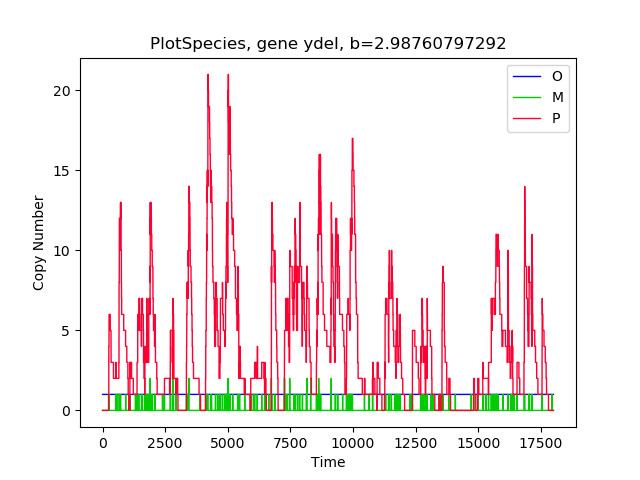 PlotSpecies, gene ydel, b=2.98760797292
O
M
P
20
15
10
5
0
Copy Number
0 2500 5000 7500 10000 12500 15000 17500
Time